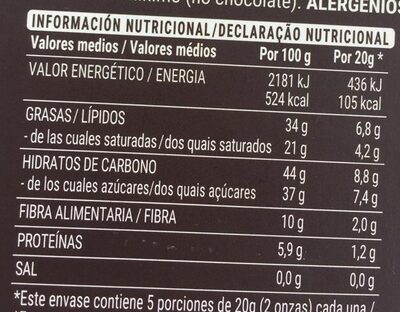 (no chocolate). ALÉRGENOS
INFORMACIÓN NUTRICIONAL/DECLARAÇÃO NUTRICIONAL
Valores medios / Valores médios Por 100 g Por 20g *
VALOR ENERGÉTICO / ENERGIA 2181 kJ 436 kJ
524 kcal 105 kcal
GRASAS / LÍPIDOS 34 g 6,8 g
- de las cuales saturadas / dos quais saturados 21 g 4,2 g
HIDRATOS DE CARBONO 44 g 8,8 g
- de los cuales azúcares/dos quais açúcares 37 g 7,4 g
FIBRA ALIMENTARIA / FIBRA 10 g 2,0 g
PROTEÍNAS 5,9 g 1,2 g
SAL 0,0 g 0,0 g
*Este envase contiene 5 porciones de 20g (2 onzas) cada una /